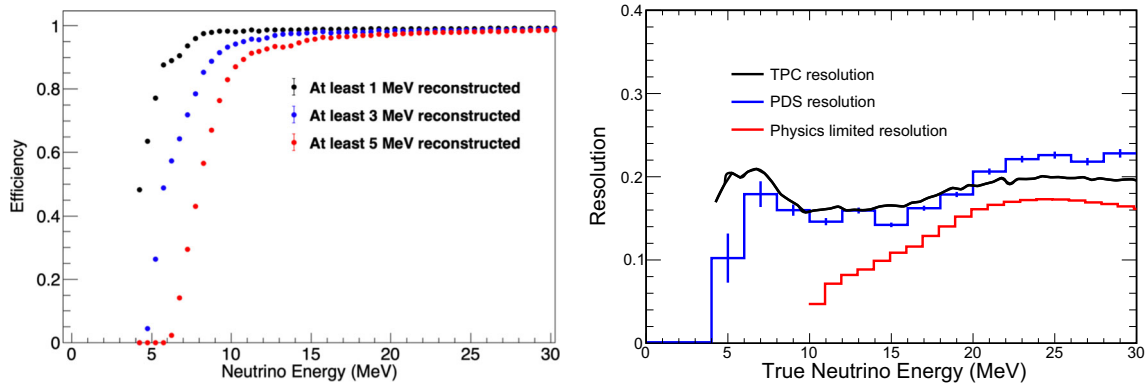 1
0.8
0.6
0.4
0.2
0
Efficiency
At least 1 MeV reconstructed
At least 3 MeV reconstructed
At least 5 MeV reconstructed
0 5 10 15 20 25 30
Neutrino Energy (MeV)
0.4
0.3
0.2
0.1
0
Resolution
TPC resolution
PDS resolution
Physics limited resolution
0 5 10 15 20 25 30
True Neutrino Energy (MeV)